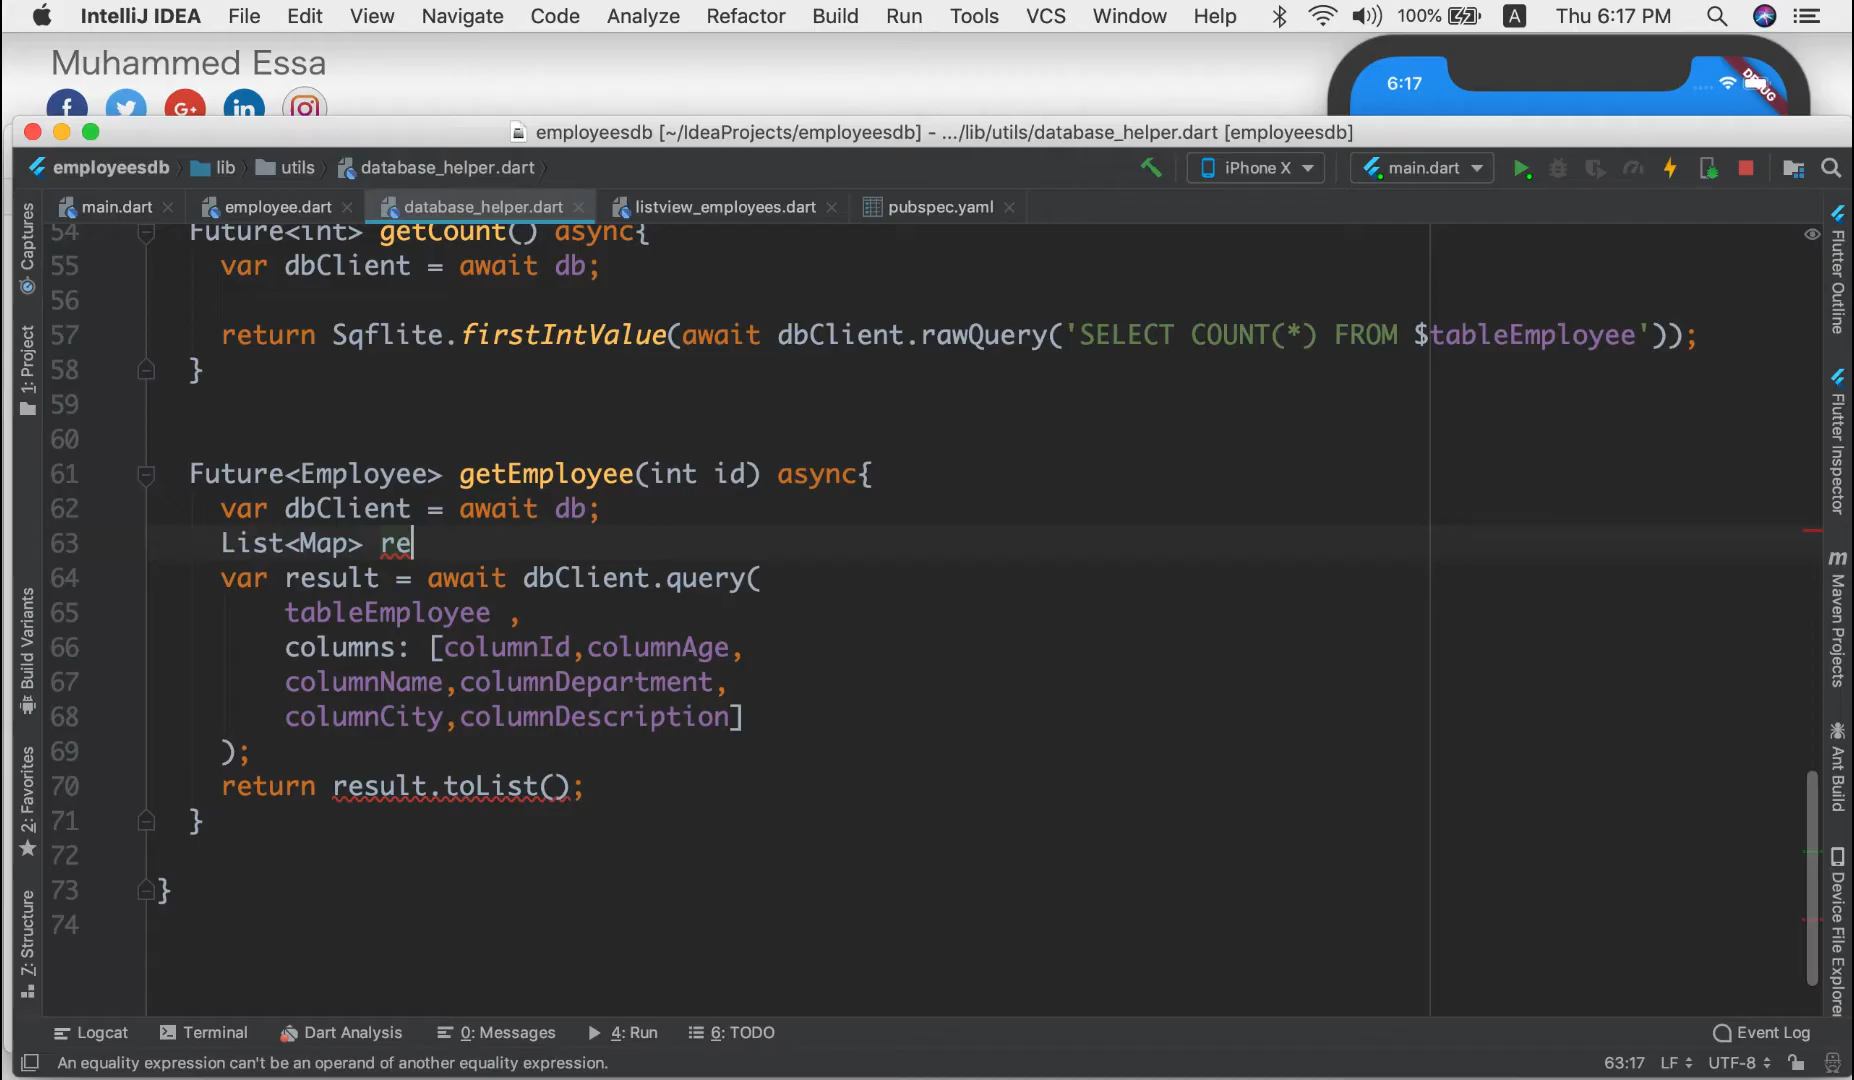 IntelliJ IDEA File Edit View Navigate Code Analyze Refactor Build Run Tools VCS Window Help 100% A Thu 6:17 PM
Muhammed Essa
6:17
DEBUG
employeesdb [~/IdeaProjects/employeesdb] - .../lib/utils/database_helper.dart [employeesdb]
employeesdb lib utils database_helper.dart iPhone X main.dart
main.dart employee.dart database_helper.dart listview_employees.dart pubspec.yaml
54 Future<int> getCount() async{
55 var dbClient = await db;
56
57 return Sqflite.firstIntValue(await dbClient.rawQuery('SELECT COUNT(*) FROM $tableEmployee'));
58 }
59
60
61 Future<Employee> getEmployee(int id) async{
62 var dbClient = await db;
63 List<Map> re
64 var result = await dbClient.query(
65 tableEmployee ,
66 columns: [columnId,columnAge,
67 columnName,columnDepartment,
68 columnCity,columnDescription]
69 );
70 return result.toList();
71 }
72
73 }
74
Captures
1: Project
Build Variants
2: Favorites
7: Structure
Flutter Outline
Flutter Inspector
Maven Projects
Ant Build
Device File Explorer
Logcat Terminal Dart Analysis 0: Messages 4: Run 6: TODO Event Log
An equality expression can't be an operand of another equality expression. 63:17 LF UTF-8